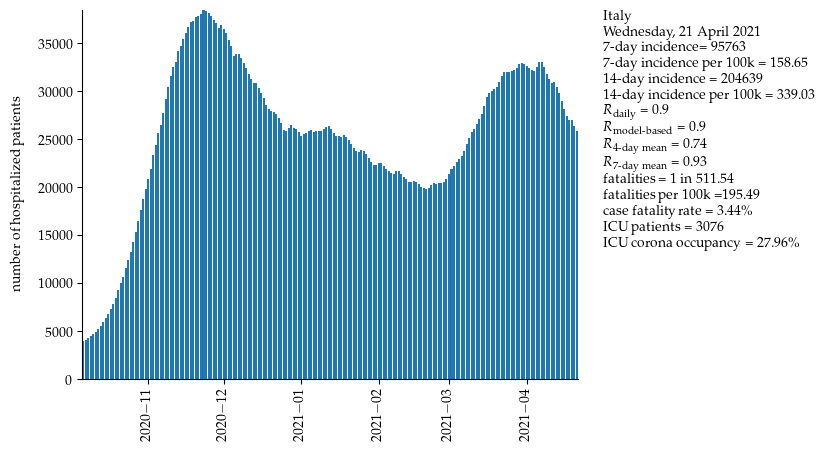 Italy
Wednesday, 21 April 2021
7-day incidence= 95763
7-day incidence per 100k = 158.65
14-day incidence = 204639
14-day incidence per 100k = 339.03
R_daily = 0.9
R_model-based = 0.9
R_4-day mean = 0.74
R_7-day mean = 0.93
fatalities = 1 in 511.54
fatalities per 100k =195.49
case fatality rate = 3.44%
ICU patients = 3076
ICU corona occupancy = 27.96%
number of hospitalized patients
35000
30000
25000
20000
15000
10000
5000
0
2020−11
2020−12
2021−01
2021−02
2021−03
2021−04